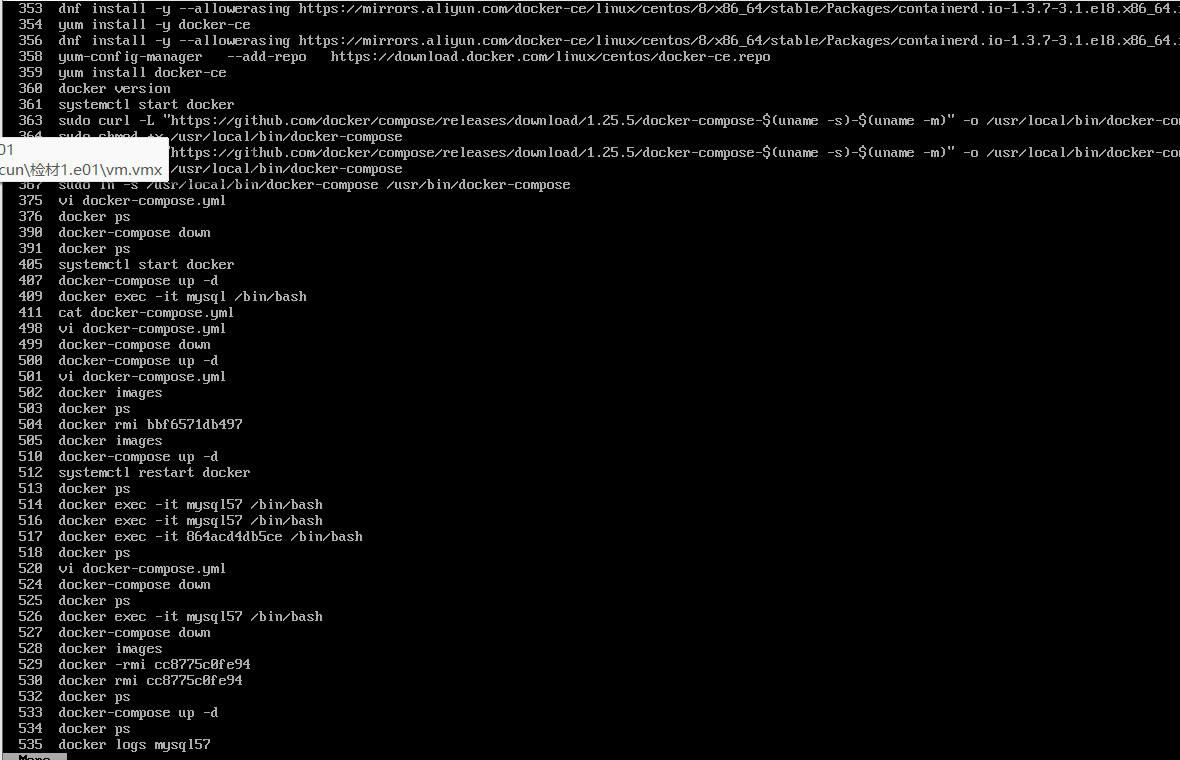 353 dnf install -y --allowerasing https://mirrors.aliyun.com/docker-ce/linux/centos/8/x86_64/stable/Packages/containerd.io-1.3.7-3.1.el8.x86_64.
354 yum install -y docker-ce
356 dnf install -y --allowerasing https://mirrors.aliyun.com/docker-ce/linux/centos/8/x86_64/stable/Packages/containerd.io-1.3.7-3.1.el8.x86_64.
358 yum-config-manager --add-repo https://download.docker.com/linux/centos/docker-ce.repo
359 yum install docker-ce
360 docker version
361 systemctl start docker
363 sudo curl -L "https://github.com/docker/compose/releases/download/1.25.5/docker-compose-$(uname -s)-$(uname -m)" -o /usr/local/bin/docker-co
364 sudo chmod +x /usr/local/bin/docker-compose
01
"https://github.com/docker/compose/releases/download/1.25.5/docker-compose-$(uname -s)-$(uname -m)" -o /usr/local/bin/docker-co
cun\检材1.e01\vm.vmx
/usr/local/bin/docker-compose
367 sudo ln -s /usr/local/bin/docker-compose /usr/bin/docker-compose
375 vi docker-compose.yml
376 docker ps
390 docker-compose down
391 docker ps
405 systemctl start docker
407 docker-compose up -d
409 docker exec -it mysql /bin/bash
411 cat docker-compose.yml
498 vi docker-compose.yml
499 docker-compose down
500 docker-compose up -d
501 vi docker-compose.yml
502 docker images
503 docker ps
504 docker rmi bbf6571db497
505 docker images
510 docker-compose up -d
512 systemctl restart docker
513 docker ps
514 docker exec -it mysql57 /bin/bash
516 docker exec -it mysql57 /bin/bash
517 docker exec -it 864acd4db5ce /bin/bash
518 docker ps
520 vi docker-compose.yml
524 docker-compose down
525 docker ps
526 docker exec -it mysql57 /bin/bash
527 docker-compose down
528 docker images
529 docker -rmi cc8775c0fe94
530 docker rmi cc8775c0fe94
532 docker ps
533 docker-compose up -d
534 docker ps
535 docker logs mysql57